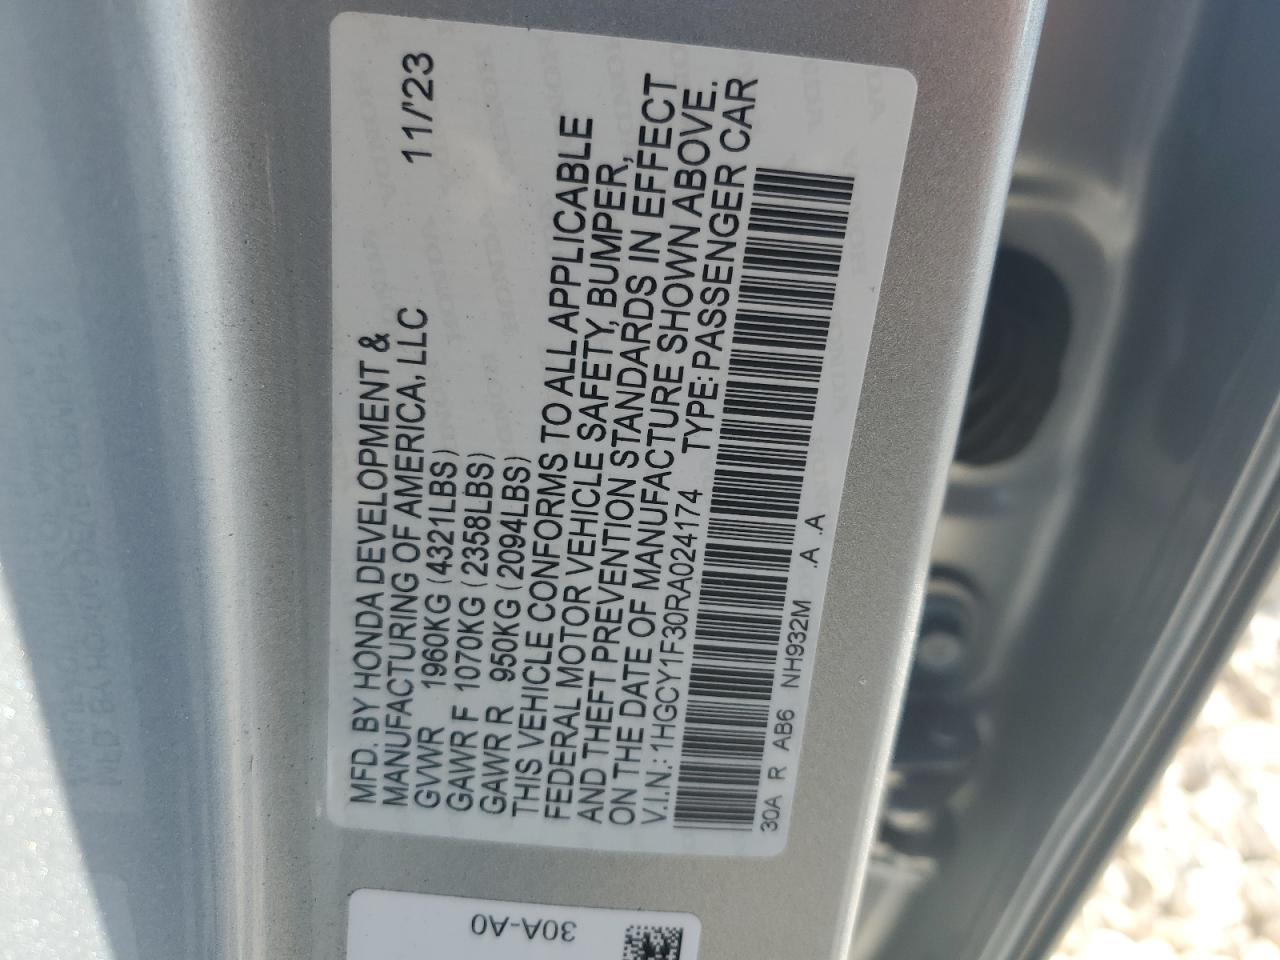 MFD. BY HONDA DEVELOPMENT &
MANUFACTURING OF AMERICA, LLC 11/'23
GVWR 1960KG (4321LBS)
GAWR F 1070KG (2358LBS)
GAWR R 950KG (2094LBS)
THIS VEHICLE CONFORMS TO ALL APPLICABLE
FEDERAL MOTOR VEHICLE SAFETY, BUMPER,
AND THEFT PREVENTION STANDARDS IN EFFECT
ON THE DATE OF MANUFACTURE SHOWN ABOVE.
V.I.N.: 1HGCY1F30RA024174 TYPE: PASSENGER CAR
30A R AB6 NH932M .A .A
30A-A0